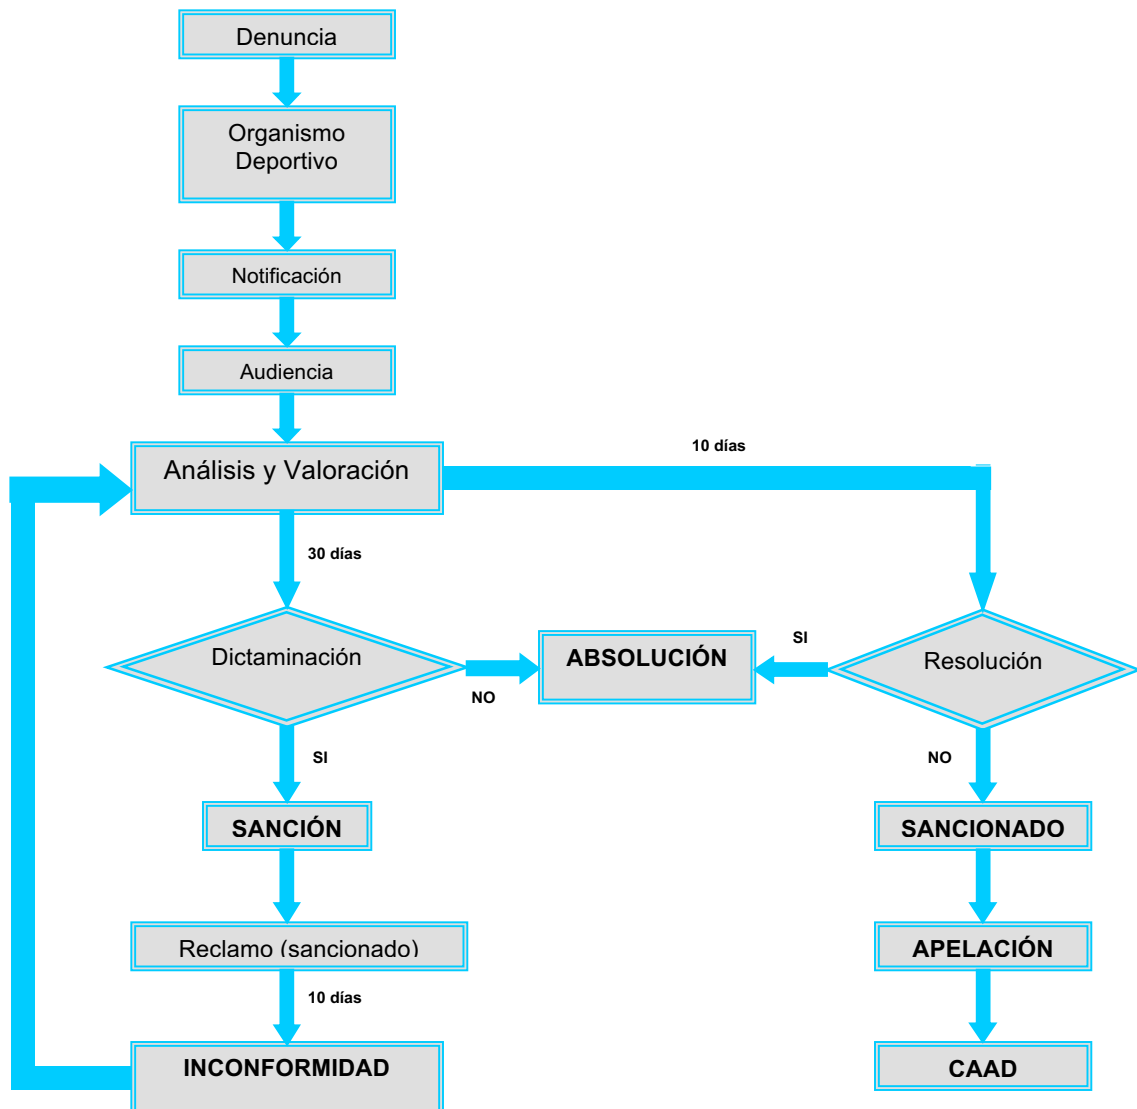 Denuncia
Organismo
Deportivo
Notificación
Audiencia
Análisis y Valoración
10 días
30 días
Dictaminación
NO
ABSOLUCIÓN
SI
Resolución
SI
NO
SANCIÓN
SANCIONADO
Reclamo (sancionado)
APELACIÓN
10 días
INCONFORMIDAD
CAAD